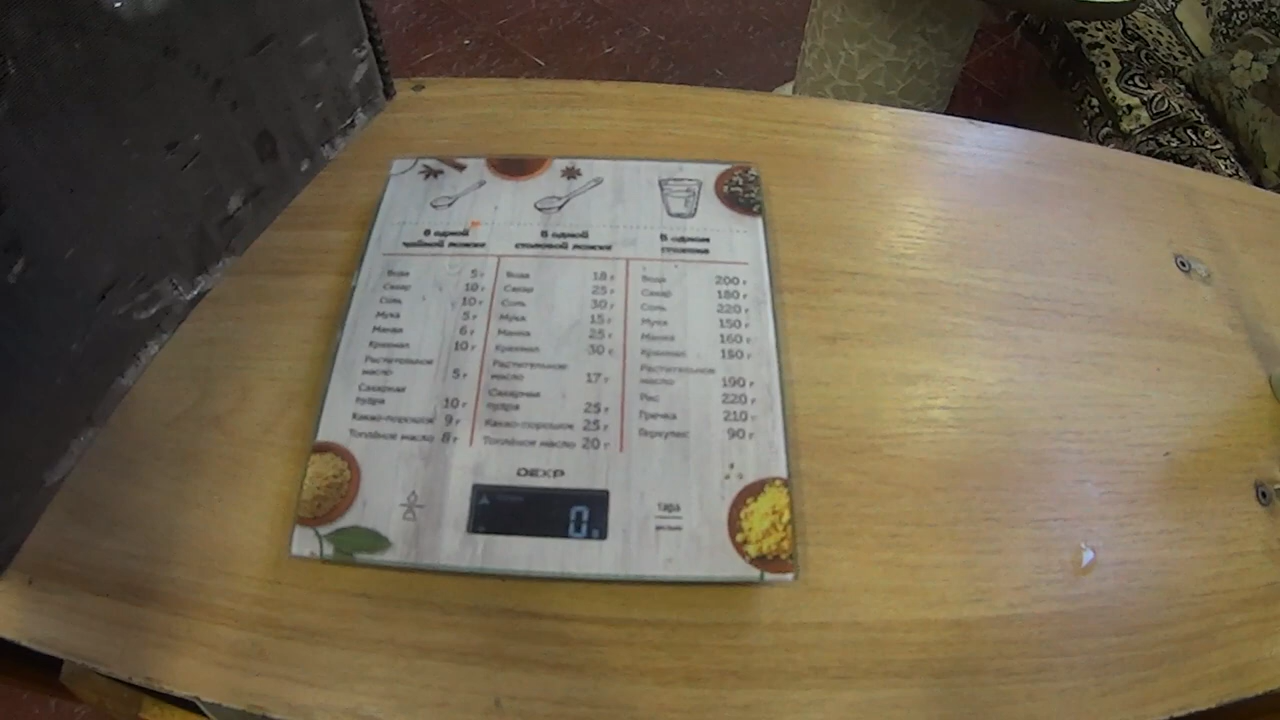 В одной
чайной ложке
Вода 5 г
Сахар 10 г
Соль 10 г
Мука 5 г
Манка 6 г
Крахмал 10 г
Растительное
масло 5 г
Сахарная
пудра 10 г
Какао-порошок 9 г
Топлёное масло 8 г
В одной
столовой ложке
Вода 18 г
Сахар 25 г
Соль 30 г
Мука 15 г
Манка 25 г
Крахмал 30 г
Растительное
масло 17 г
Сахарная
пудра 25 г
Какао-порошок 25 г
Топлёное масло 20 г
В одном
стакане
Вода 200 г
Сахар 180 г
Соль 220 г
Мука 150 г
Манка 160 г
Крахмал 180 г
Растительное
масло 190 г
Рис 220 г
Гречка 210 г
Геркулес 90 г
DEXP
0
тара